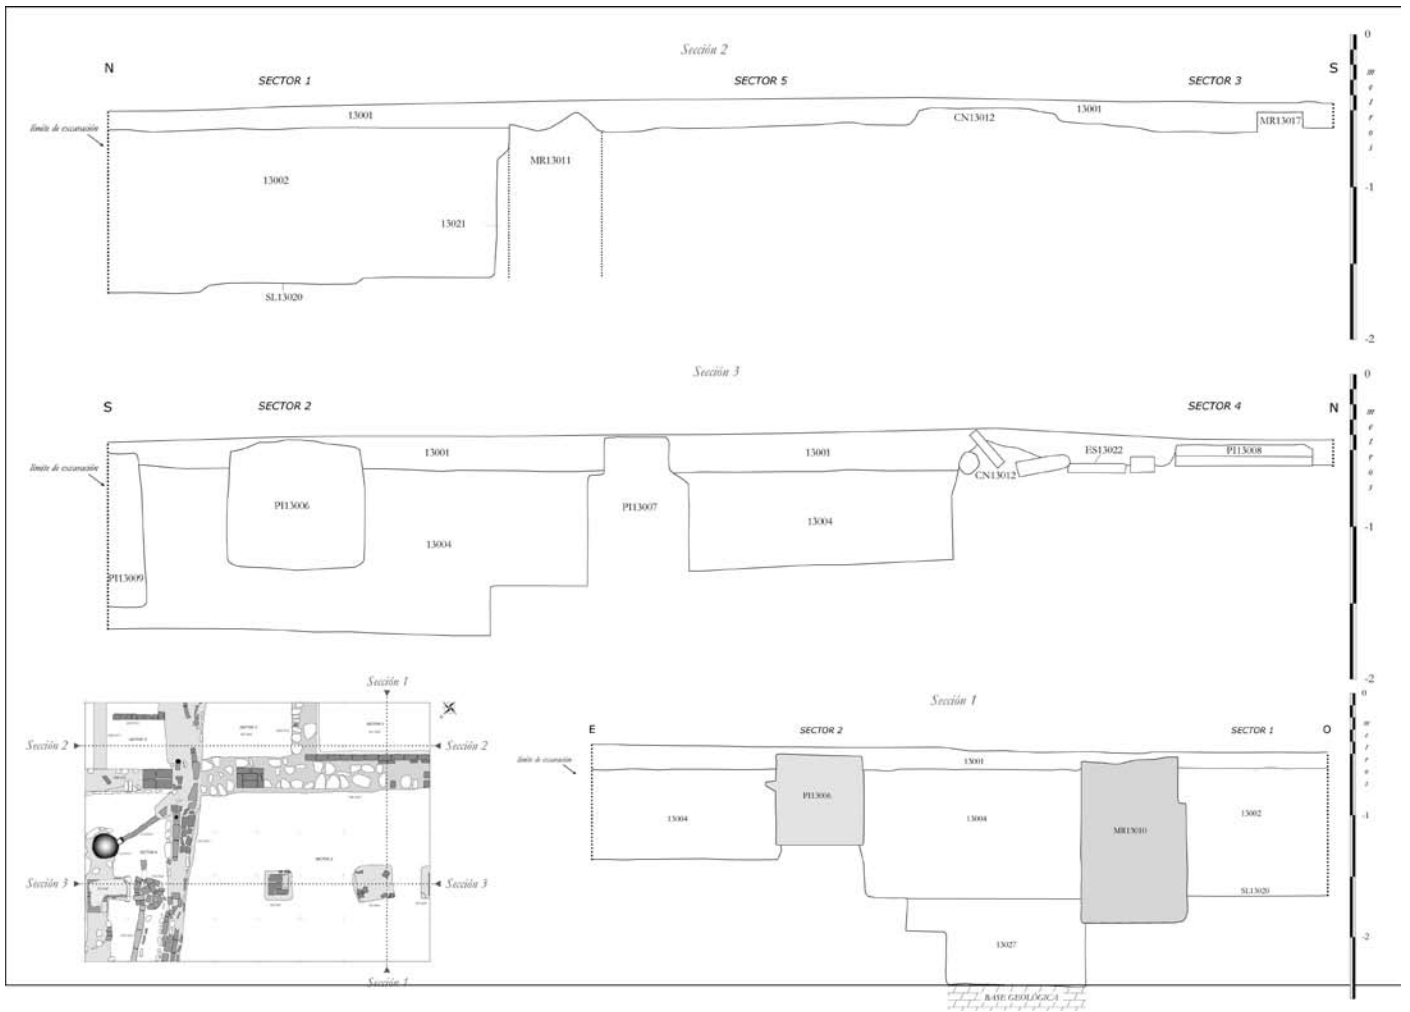 Sección 2
N
SECTOR 1
SECTOR 5
SECTOR 3
S
límite de excavación
13001
13001
CN13012
MR13017
MR13011
13002
13021
SL13020
0
metros
-1
-2
Sección 3
S
SECTOR 2
SECTOR 4
N
límite de excavación
13001
13001
ES13022
PI13008
CN13012
PI13006
PI13007
13004
13004
PI13009
0
metros
-1
-2
Sección 1
Sección 2
Sección 2
Sección 3
Sección 3
Sección 1
Sección 1
E
SECTOR 2
SECTOR 1
O
límite de excavación
13001
PI13006
13004
13004
MR13010
13002
SL13020
13027
BASE GEOLÓGICA
0
metros
-1
-2